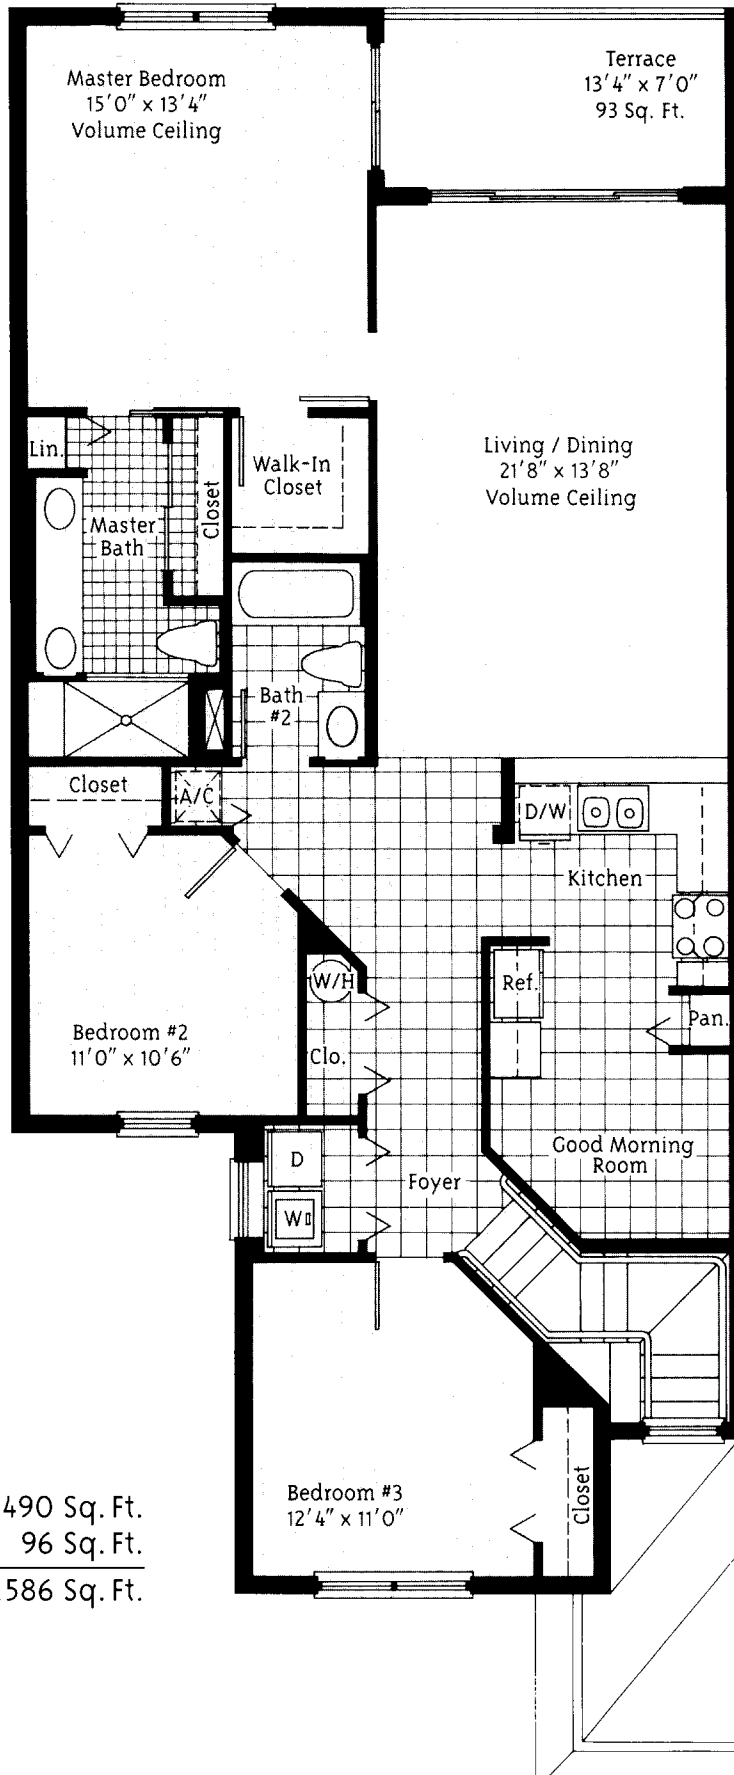 Master Bedroom
15'0" x 13'4"
Volume Ceiling
Terrace
13'4" x 7'0"
93 Sq. Ft.
Living / Dining
21'8" x 13'8"
Volume Ceiling
Lin.
Walk-In
Closet
Closet
Master
Bath
Bath
#2
Closet
A/C
D/W
Kitchen
W/H
Ref.
Pan.
Bedroom #2
11'0" x 10'6"
Clo.
Good Morning
Room
D
Foyer
W
Bedroom #3
12'4" x 11'0"
Closet
490 Sq. Ft.
96 Sq. Ft.
586 Sq. Ft.